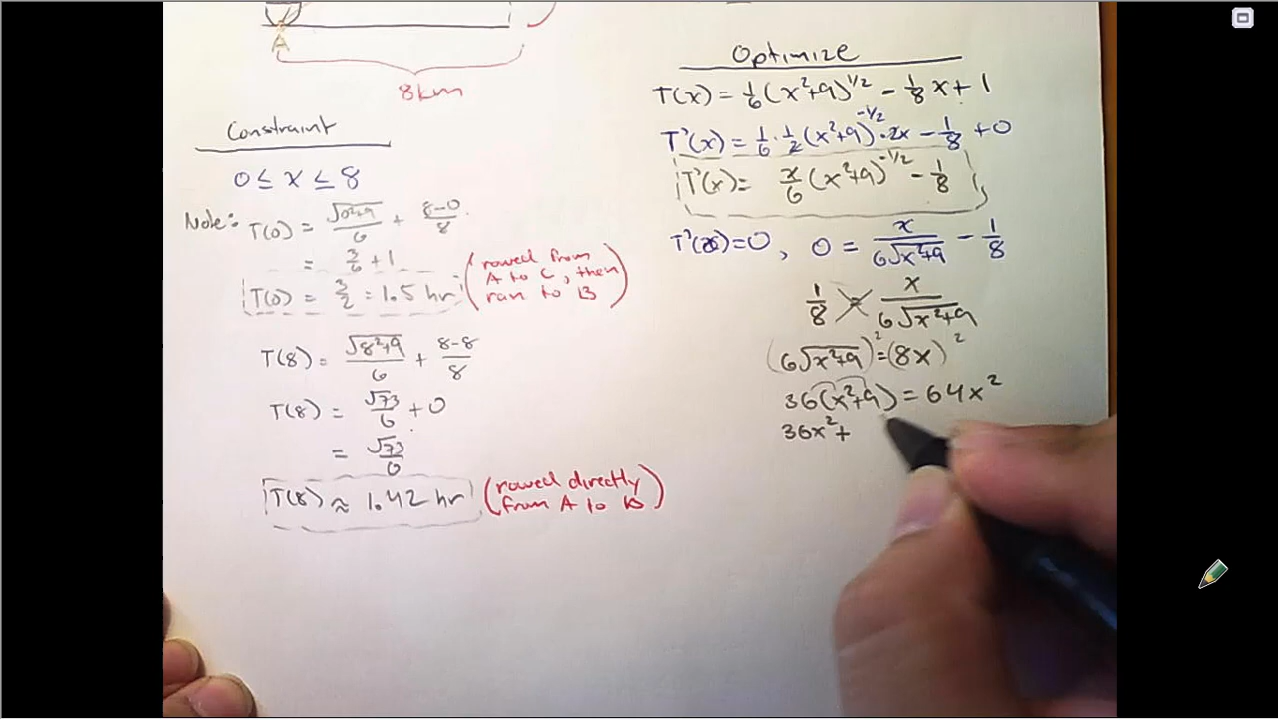 A
8km
Constraint
0 ≤ x ≤ 8
Note: T(0) = √(0²+9)/6 + (8-0)/8
= 3/6 + 1
T(0) = 3/2 = 1.5 hr
(rowed from
A to C, then
ran to B)
T(8) = √(8²+9)/6 + (8-8)/8
T(8) = √73/6 + 0
= √73/6
T(8) ≈ 1.42 hr
(rowed directly
from A to B)
Optimize
T(x) = 1/6 (x²+9)^1/2 - 1/8 x + 1
T'(x) = 1/6 · 1/2 (x²+9)^-1/2 · 2x - 1/8 + 0
T'(x) = x/6 (x²+9)^-1/2 - 1/8
T'(x) = 0, 0 = x/(6√(x²+9)) - 1/8
1/8 = x/(6√(x²+9))
(6√(x²+9))² = (8x)²
36(x²+9) = 64x²
36x² +